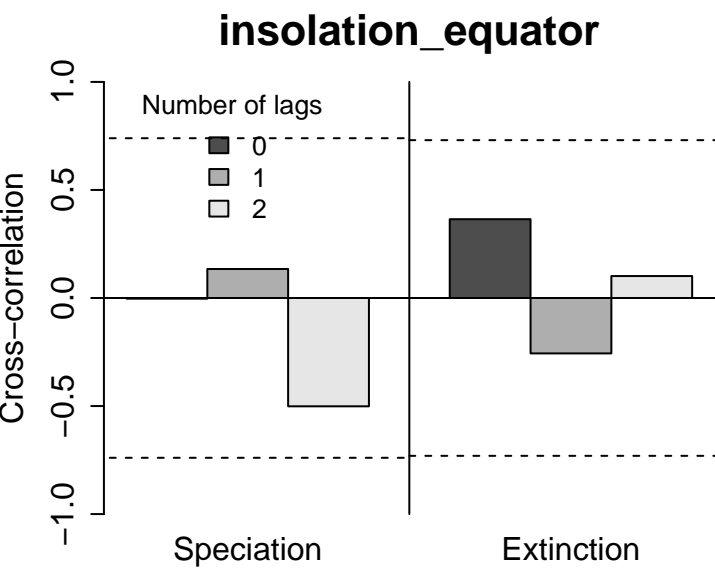 insolation_equator
Number of lags
0
1
2
Cross−correlation
1.0
0.5
0.0
−0.5
−1.0
Speciation
Extinction